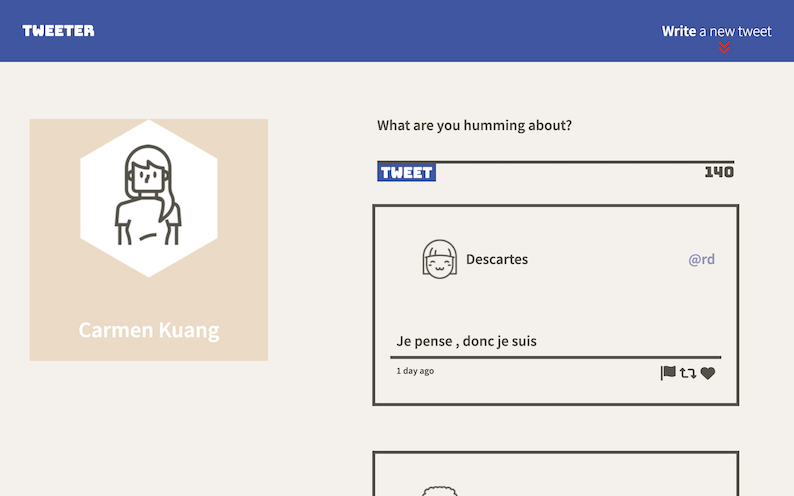 TWEETER
Write a new tweet
Carmen Kuang
What are you humming about?
TWEET 140
Descartes @rd
Je pense , donc je suis
1 day ago